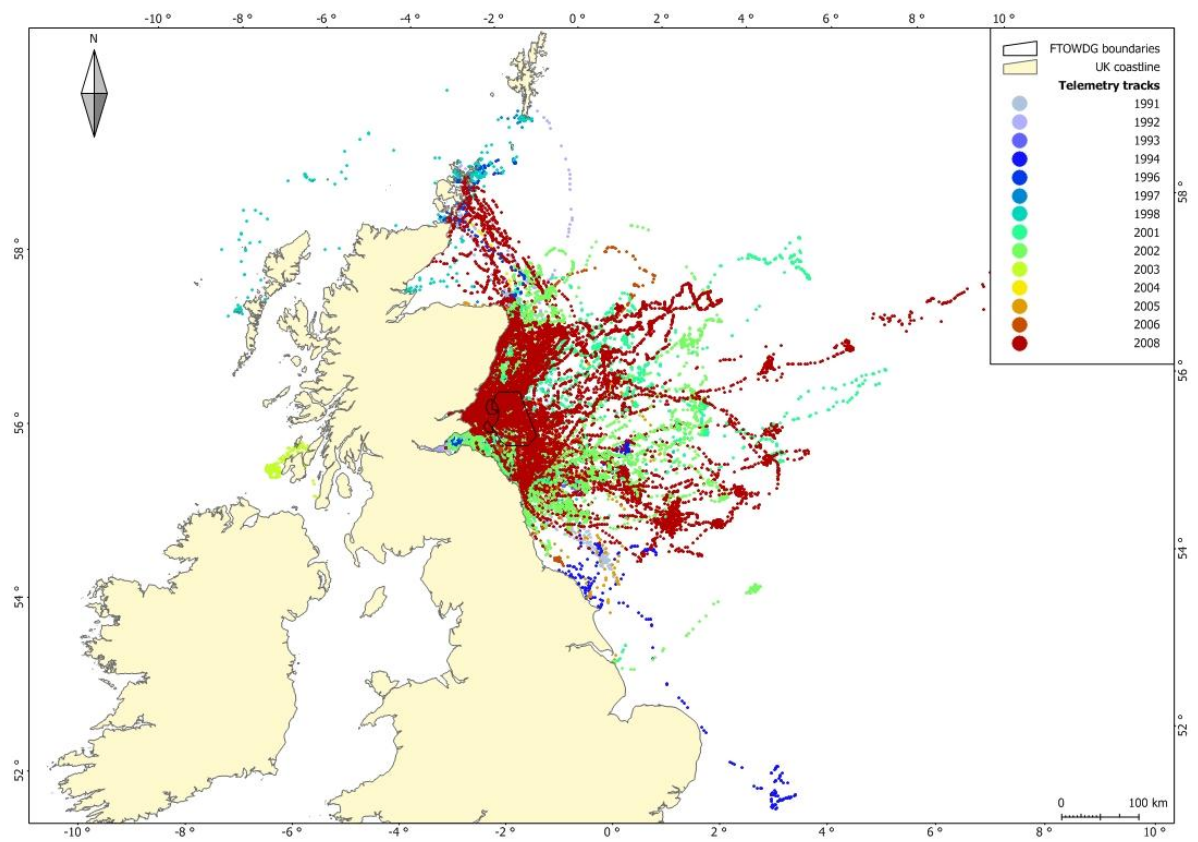 -10 ° -8 ° -6 ° -4 ° -2 ° 0 ° 2 ° 4 ° 6 ° 8 ° 10 °
N
FTOWDG boundaries
UK coastline
Telemetry tracks
1991
1992
1993
1994
1996
1997
1998
2001
2002
2003
2004
2005
2006
2008
58 ° 58 °
56 ° 56 °
54 ° 54 °
52 ° 52 °
0 100 km
-10 ° -8 ° -6 ° -4 ° -2 ° 0 ° 2 ° 4 ° 6 ° 8 ° 10 °